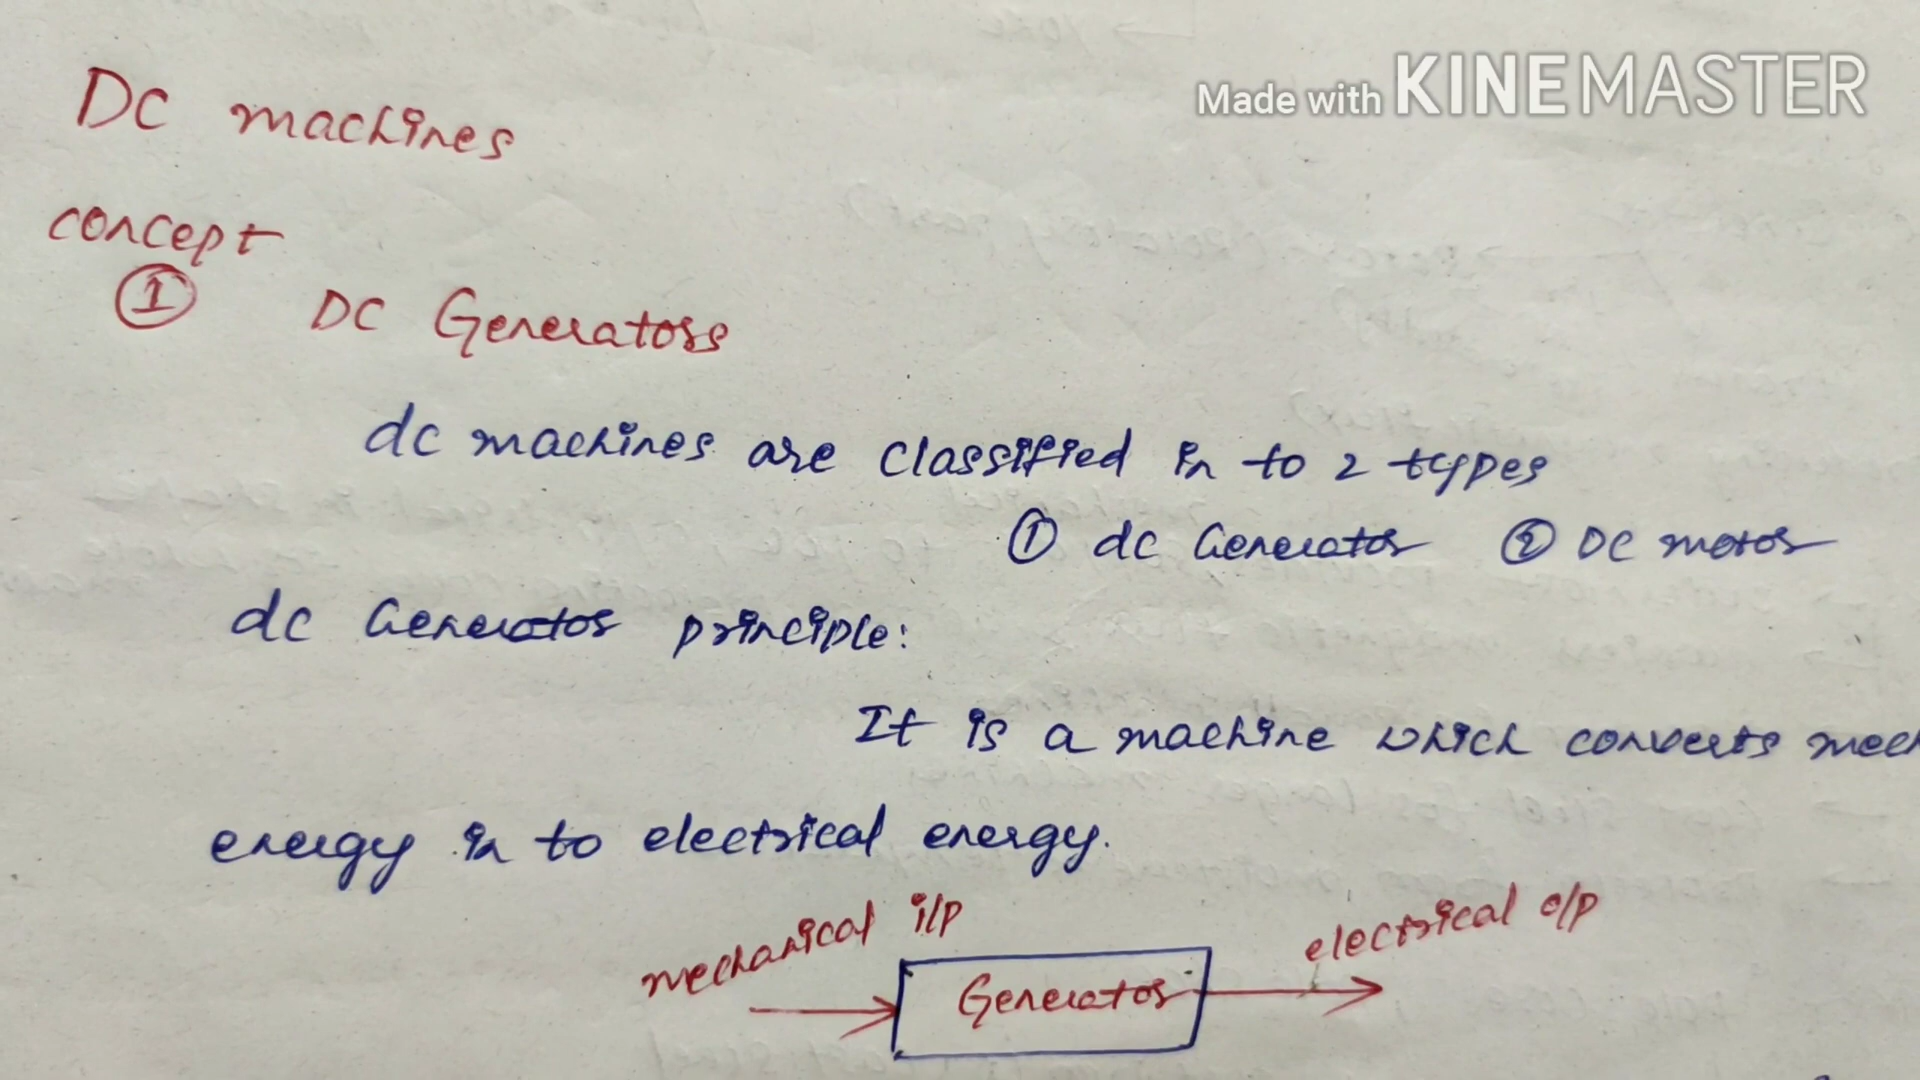 Made with KINEMASTER
Dc machines
concept
① DC Generators
dc machines are classified in to 2 types
① dc Generator ② DC motor
dc Generator principle:
It is a machine which converts mech
energy in to electrical energy.
mechanical i/p
electrical o/p
Generator